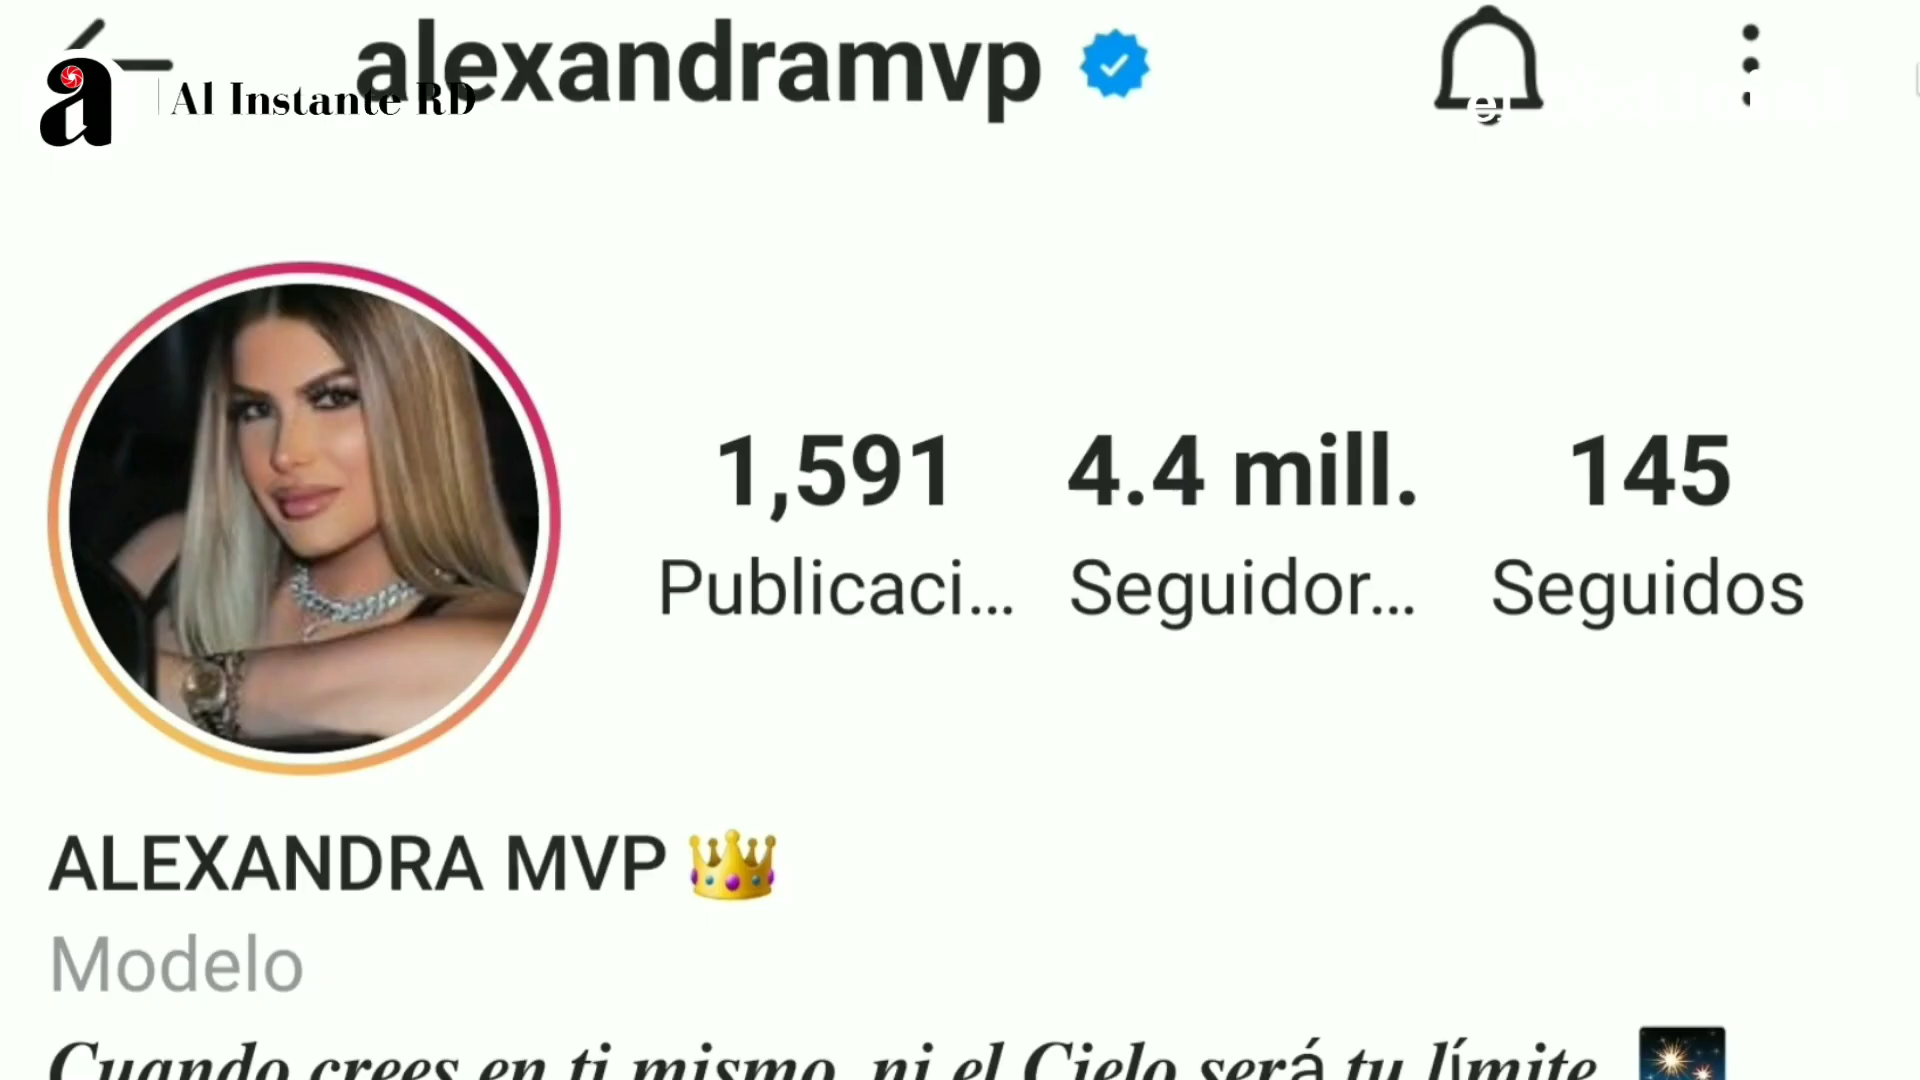 alexandramvp
Al Instante RD
el
1,591 4.4 mill. 145
Publicaci... Seguidor... Seguidos
ALEXANDRA MVP
Modelo
Cuando crees en ti mismo, ni el Cielo será tu límite